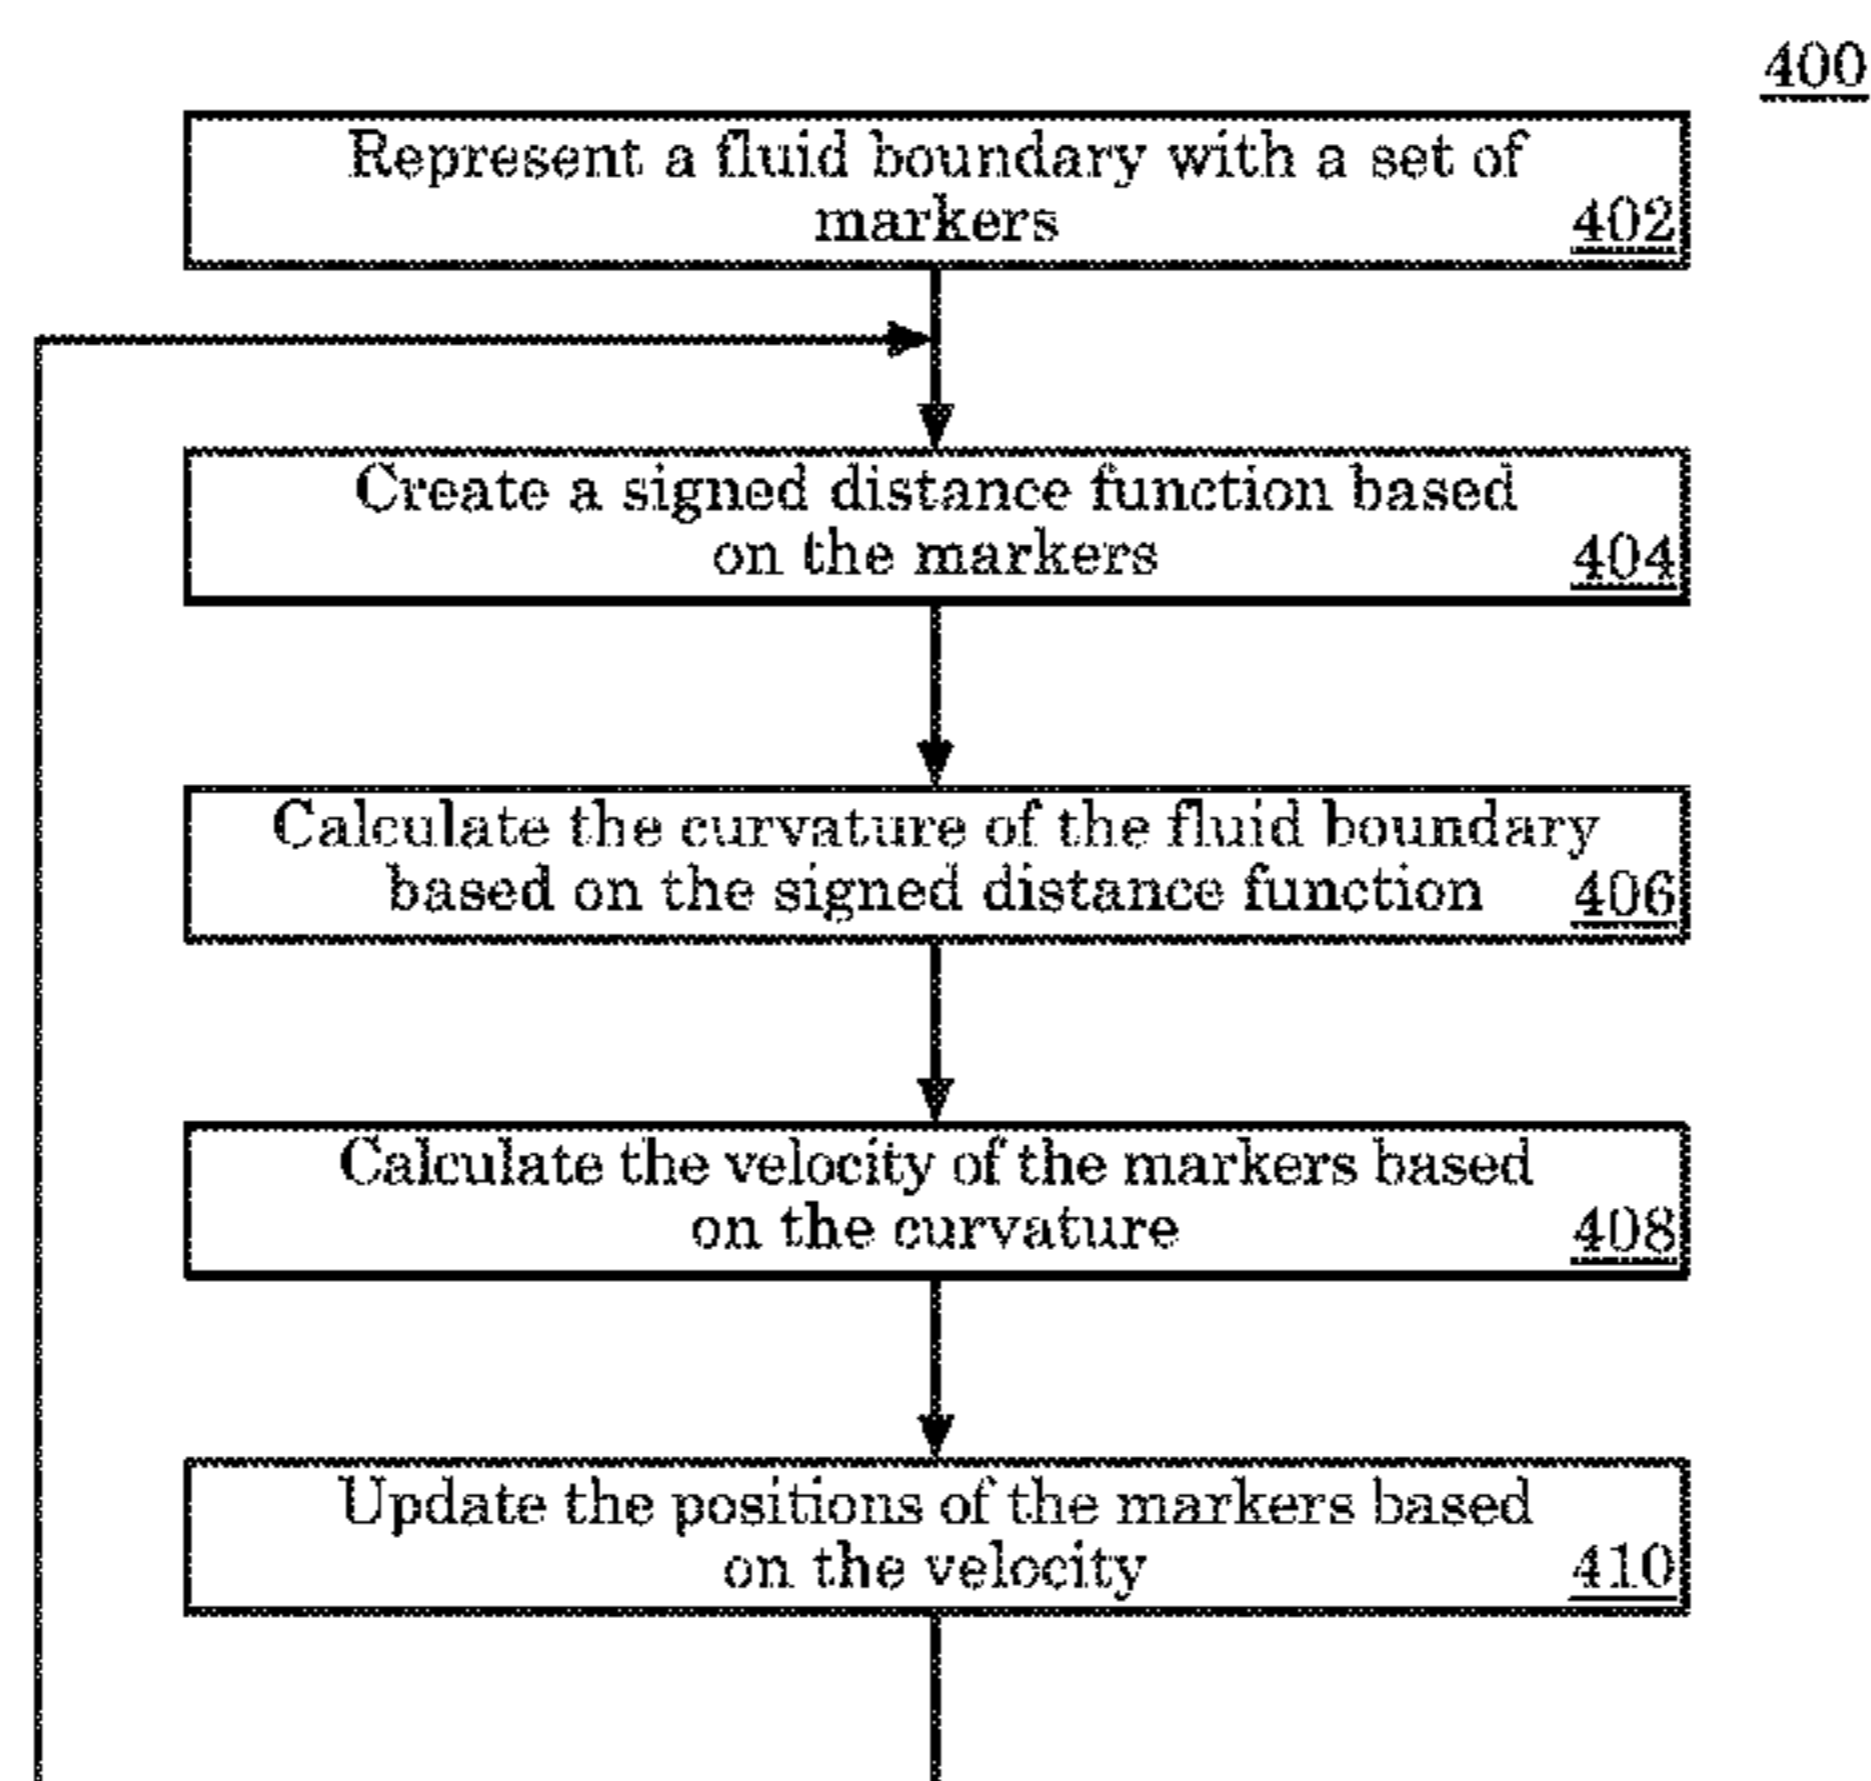 400
Represent a fluid boundary with a set of
markers
402
Create a signed distance function based
on the markers
404
Calculate the curvature of the fluid boundary
based on the signed distance function
406
Calculate the velocity of the markers based
on the curvature
408
Update the positions of the markers based
on the velocity
410